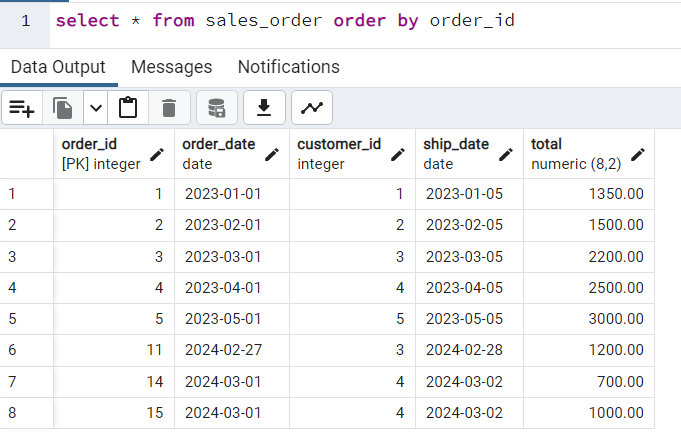 1 select * from sales_order order by order_id
Data Output Messages Notifications
order_id order_date customer_id ship_date total
[PK] integer date integer date numeric (8,2)
1 1 2023-01-01 1 2023-01-05 1350.00
2 2 2023-02-01 2 2023-02-05 1500.00
3 3 2023-03-01 3 2023-03-05 2200.00
4 4 2023-04-01 4 2023-04-05 2500.00
5 5 2023-05-01 5 2023-05-05 3000.00
6 11 2024-02-27 3 2024-02-28 1200.00
7 14 2024-03-01 4 2024-03-02 700.00
8 15 2024-03-01 4 2024-03-02 1000.00